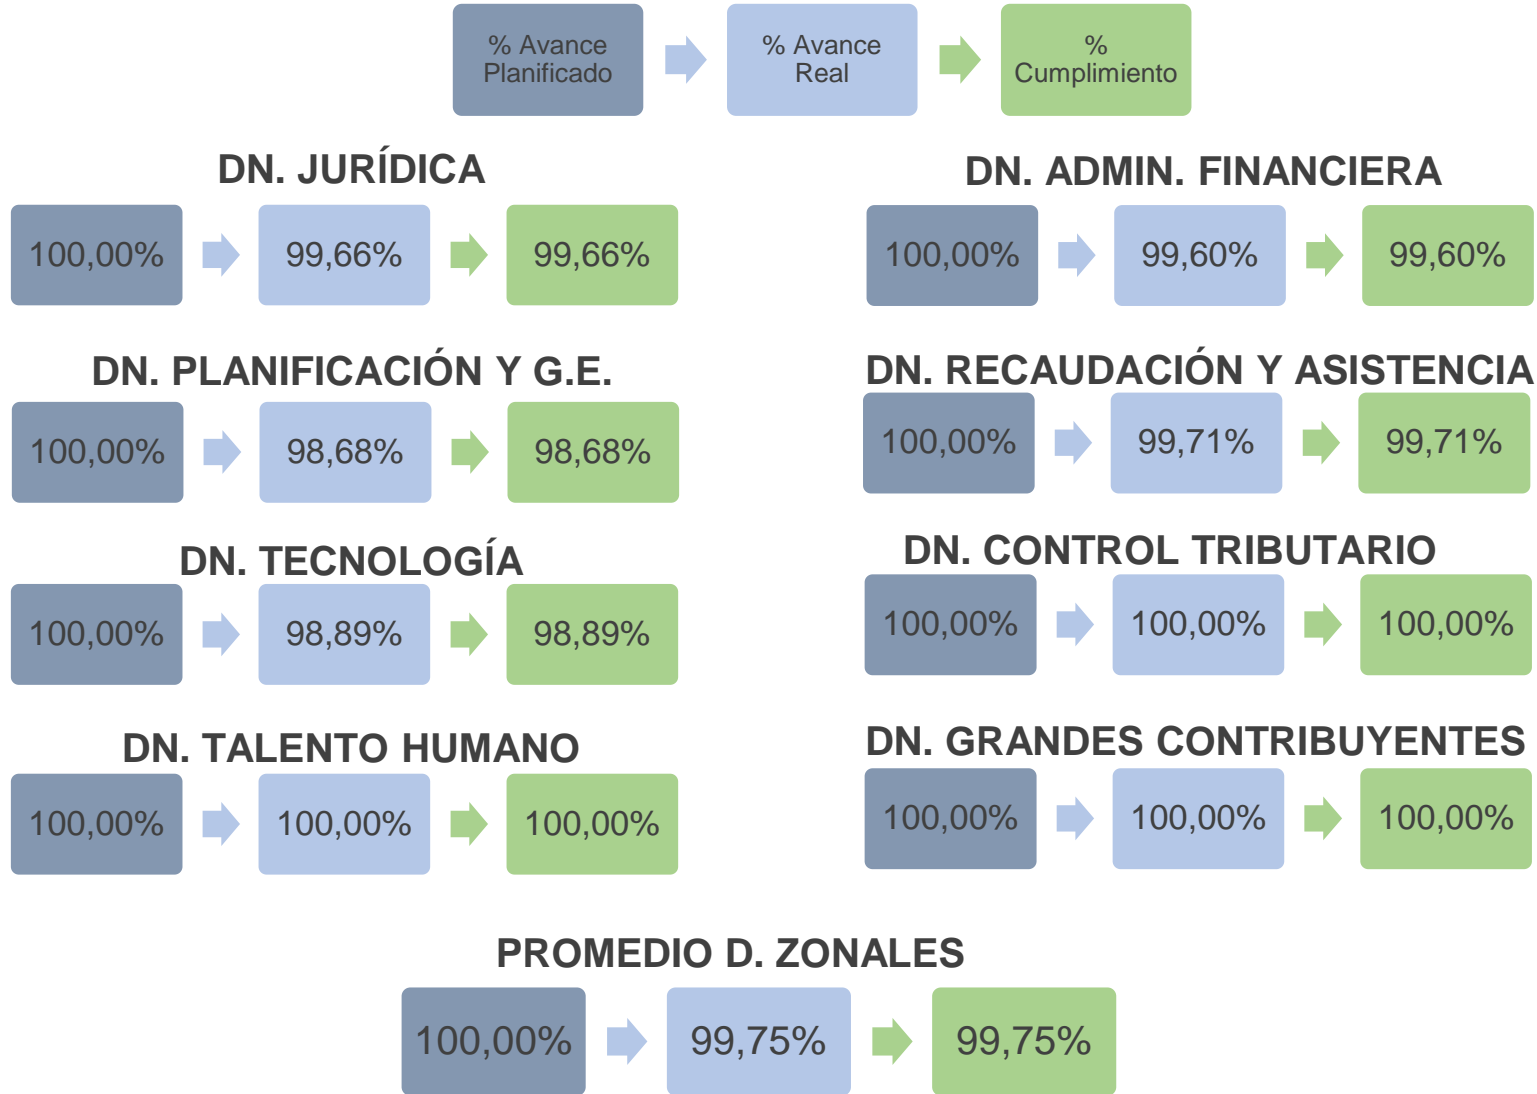 % Avance
Planificado
% Avance
Real
%
Cumplimiento
DN. JURÍDICA
100,00%
99,66%
99,66%
DN. ADMIN. FINANCIERA
100,00%
99,60%
99,60%
DN. PLANIFICACIÓN Y G.E.
100,00%
98,68%
98,68%
DN. RECAUDACIÓN Y ASISTENCIA
100,00%
99,71%
99,71%
DN. TECNOLOGÍA
100,00%
98,89%
98,89%
DN. CONTROL TRIBUTARIO
100,00%
100,00%
100,00%
DN. TALENTO HUMANO
100,00%
100,00%
100,00%
DN. GRANDES CONTRIBUYENTES
100,00%
100,00%
100,00%
PROMEDIO D. ZONALES
100,00%
99,75%
99,75%